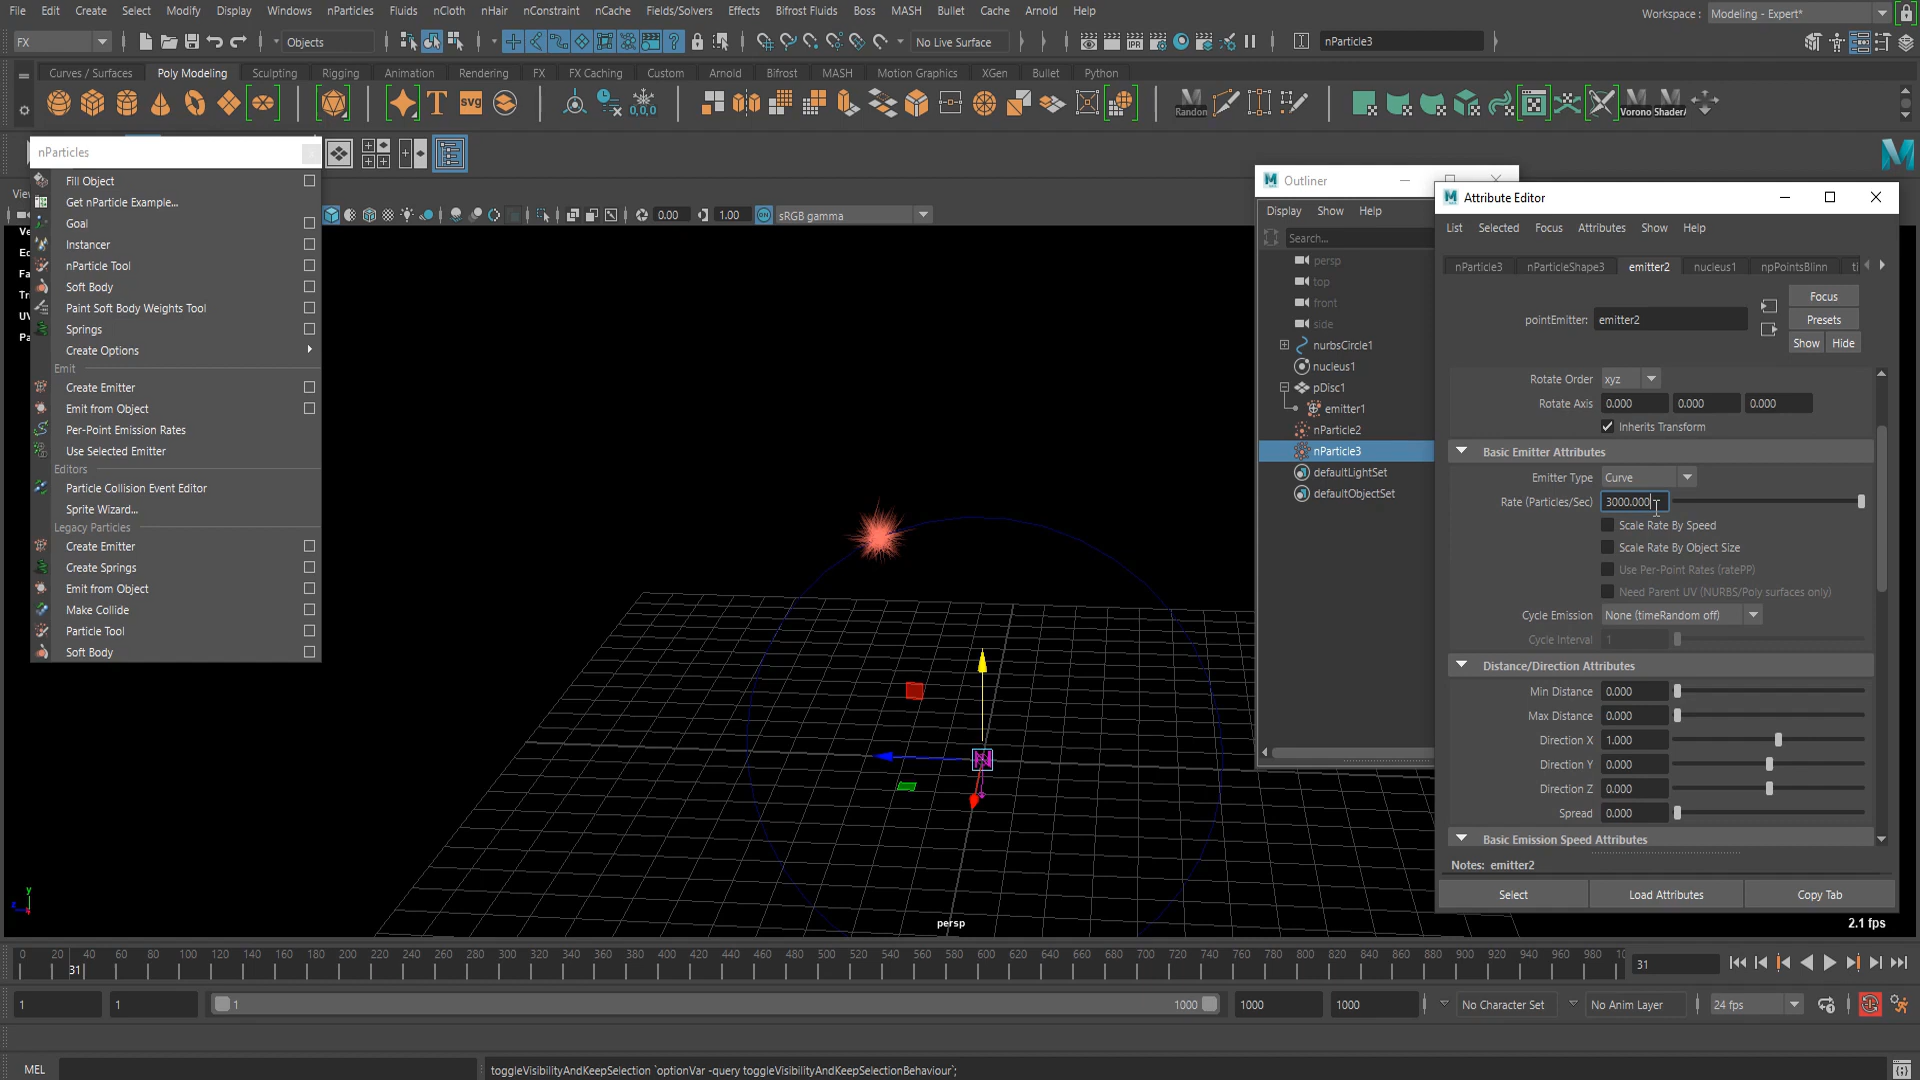 File Edit Create Select Modify Display Windows nParticles Fluids nCloth nHair nConstraint nCache Fields/Solvers Effects Bifrost Fluids Boss MASH Bullet Cache Arnold Help
Workspace : Modeling - Expert*
FX Objects No Live Surface nParticle3
Curves / Surfaces Poly Modeling Sculpting Rigging Animation Rendering FX FX Caching Custom Arnold Bifrost MASH Motion Graphics XGen Bullet Python
T svg 0,0,0 Randon Vorono Shader/
nParticles
Fill Object
Get nParticle Example...
Goal
Instancer
nParticle Tool
Soft Body
Paint Soft Body Weights Tool
Springs
Create Options
Emit
Create Emitter
Emit from Object
Per-Point Emission Rates
Use Selected Emitter
Editors
Particle Collision Event Editor
Sprite Wizard...
Legacy Particles
Create Emitter
Create Springs
Emit from Object
Make Collide
Particle Tool
Soft Body
0.00 1.00 ON sRGB gamma
Outliner
Display Show Help
Search...
persp
top
front
side
nurbsCircle1
nucleus1
pDisc1
emitter1
nParticle2
nParticle3
defaultLightSet
defaultObjectSet
Attribute Editor
List Selected Focus Attributes Show Help
nParticle3 nParticleShape3 emitter2 nucleus1 npPointsBlinn ti
Focus
pointEmitter: emitter2 Presets
Show Hide
Rotate Order xyz
Rotate Axis 0.000 0.000 0.000
Inherits Transform
Basic Emitter Attributes
Emitter Type Curve
Rate (Particles/Sec) 3000.000
Scale Rate By Speed
Scale Rate By Object Size
Use Per-Point Rates (ratePP)
Need Parent UV (NURBS/Poly surfaces only)
Cycle Emission None (timeRandom off)
Cycle Interval 1
Distance/Direction Attributes
Min Distance 0.000
Max Distance 0.000
Direction X 1.000
Direction Y 0.000
Direction Z 0.000
Spread 0.000
Basic Emission Speed Attributes
Notes: emitter2
Select Load Attributes Copy Tab
persp
2.1 fps
0 20 40 60 80 100 120 140 160 180 200 220 240 260 280 300 320 340 360 380 400 420 440 460 480 500 520 540 560 580 600 620 640 660 680 700 720 740 760 780 800 820 840 860 880 900 920 940 960 980
31 31
1 1 1 1000 1000 1000 No Character Set No Anim Layer 24 fps
MEL toggleVisibilityAndKeepSelection `optionVar -query toggleVisibilityAndKeepSelectionBehaviour`;